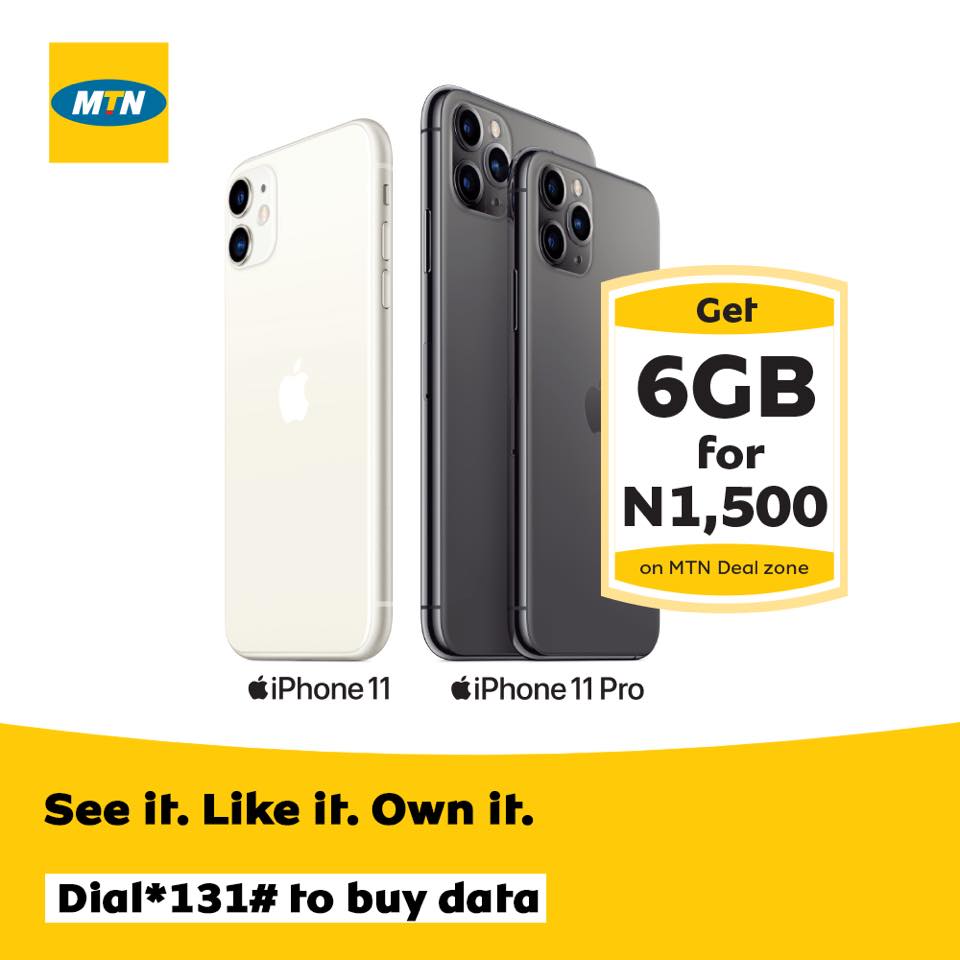 MTN
Get
6GB
for
N1,500
on MTN Deal zone
iPhone 11
iPhone 11 Pro
See it. Like it. Own it.
Dial*131# to buy data